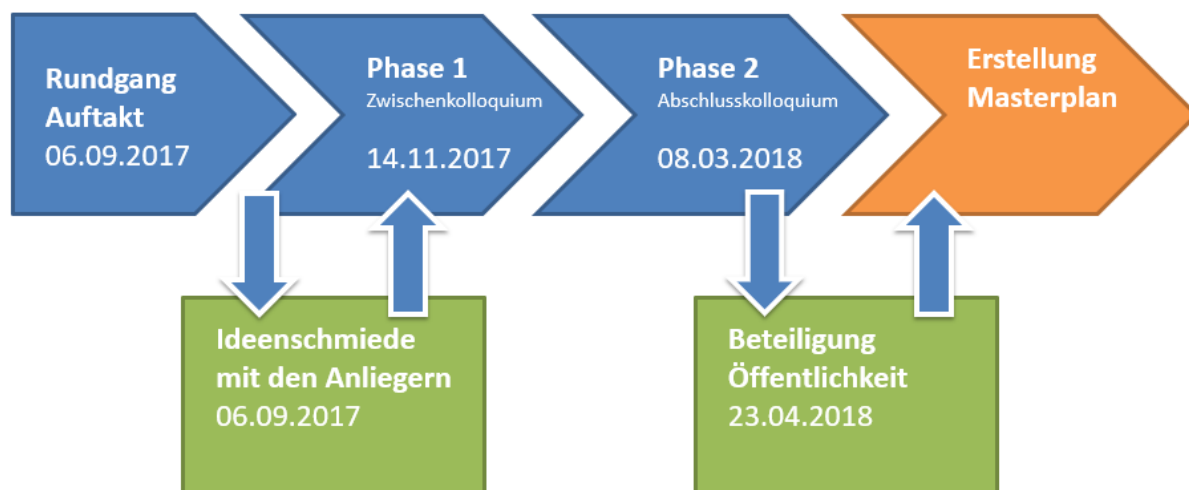 Rundgang
Auftakt
06.09.2017
Phase 1
Zwischenkolloquium
14.11.2017
Phase 2
Abschlusskolloquium
08.03.2018
Erstellung
Masterplan
Ideenschmiede
mit den Anliegern
06.09.2017
Beteiligung
Öffentlichkeit
23.04.2018